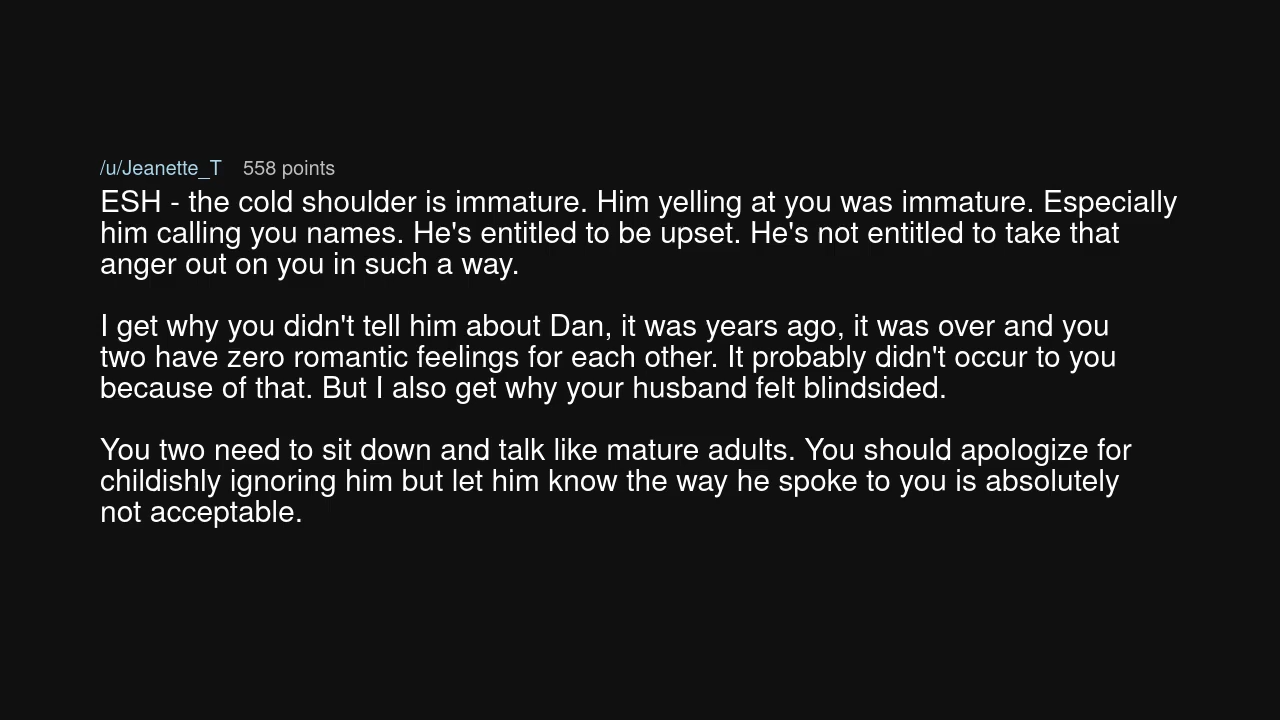 /u/Jeanette_T 558 points
ESH - the cold shoulder is immature. Him yelling at you was immature. Especially
him calling you names. He's entitled to be upset. He's not entitled to take that
anger out on you in such a way.
I get why you didn't tell him about Dan, it was years ago, it was over and you
two have zero romantic feelings for each other. It probably didn't occur to you
because of that. But I also get why your husband felt blindsided.
You two need to sit down and talk like mature adults. You should apologize for
childishly ignoring him but let him know the way he spoke to you is absolutely
not acceptable.